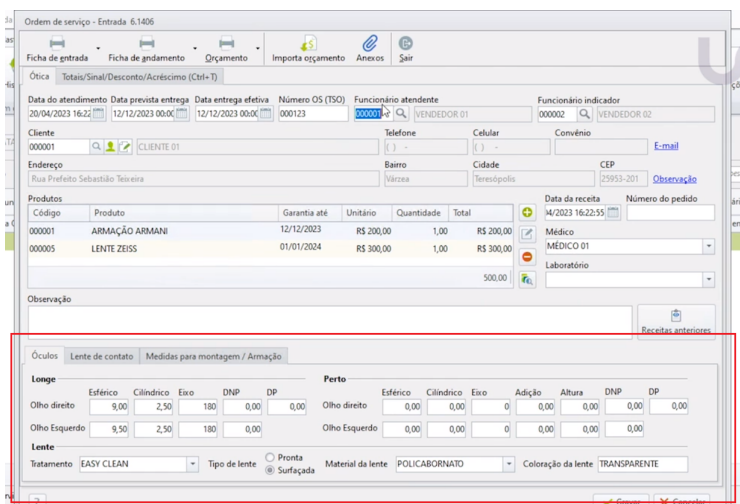 Ordem de serviço - Entrada 6.1406
Ficha de entrada Ficha de andamento Orçamento Importa orçamento Anexos Sair
Ótica Totais/Sinal/Desconto/Acréscimo (Ctrl+T)
Data do atendimento Data prevista entrega Data entrega efetiva Número OS (TSO) Funcionário atendente Funcionário indicador
20/04/2023 16:22 12/12/2023 00:00 12/12/2023 00:00 000123 000001 VENDEDOR 01 000002 VENDEDOR 02
Cliente Telefone Celular Convênio
000001 CLIENTE 01 ( ) - ( ) - E-mail
Endereço Bairro Cidade CEP
Rua Prefeito Sebastião Teixeira Várzea Teresópolis 25953-201 Observação
Produtos Data da receita Número do pedido
Código Produto Garantia até Unitário Quantidade Total
04/2023 16:22:55
000001 ARMAÇÃO ARMANI 12/12/2023 R$ 200,00 1,00 R$ 200,00
Médico
000005 LENTE ZEISS 01/01/2024 R$ 300,00 1,00 R$ 300,00
MÉDICO 01
Laboratório
500,00
Observação
Receitas anteriores
Óculos Lente de contato Medidas para montagem / Armação
Longe Perto
Esférico Cilíndrico Eixo DNP DP Esférico Cilíndrico Eixo Adição Altura DNP DP
Olho direito 9,00 2,50 180 0,00 0,00 Olho direito 0,00 0,00 0 0,00 0,00 0,00 0,00
Olho Esquerdo 9,50 2,50 180 0,00 Olho Esquerdo 0,00 0,00 0 0,00 0,00 0,00
Lente
Tratamento EASY CLEAN Tipo de lente Pronta Surfaçada Material da lente POLICABORNATO Coloração da lente TRANSPARENTE